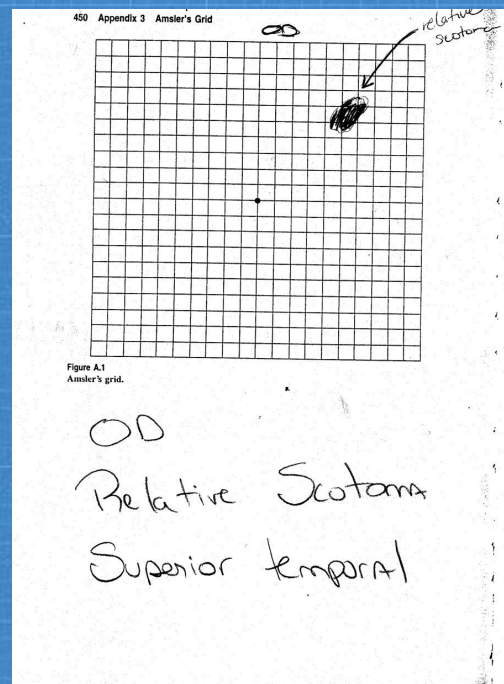 450 Appendix 3 Amsler's Grid
OD
relative
scotoma
Figure A.1
Amsler's grid.
OD
Relative Scotoma
Superior temporal